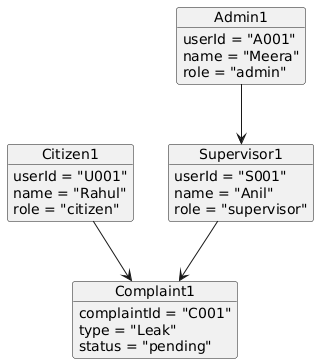 Admin1
userId = "A001"
name = "Meera"
role = "admin"
Citizen1
userId = "U001"
name = "Rahul"
role = "citizen"
Supervisor1
userId = "S001"
name = "Anil"
role = "supervisor"
Complaint1
complaintId = "C001"
type = "Leak"
status = "pending"